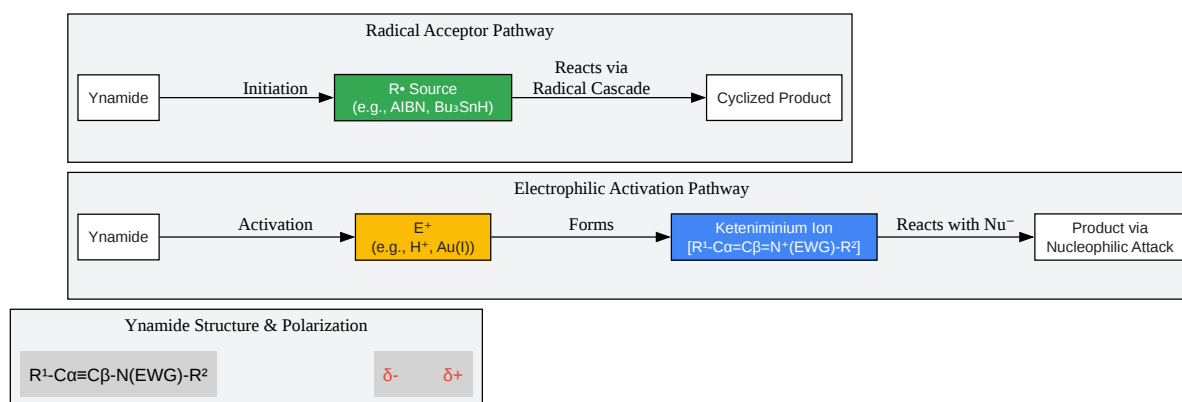 Radical Acceptor Pathway
Ynamide
Initiation
R• Source
(e.g., AIBN, Bu₃SnH)
Reacts via
Radical Cascade
Cyclized Product
Electrophilic Activation Pathway
Ynamide
Activation
E⁺
(e.g., H⁺, Au(I))
Forms
Keteniminium Ion
[R¹-Cα=Cβ=N⁺(EWG)-R²]
Reacts with Nu⁻
Product via
Nucleophilic Attack
Ynamide Structure & Polarization
R¹-Cα≡Cβ-N(EWG)-R²
δ- δ+